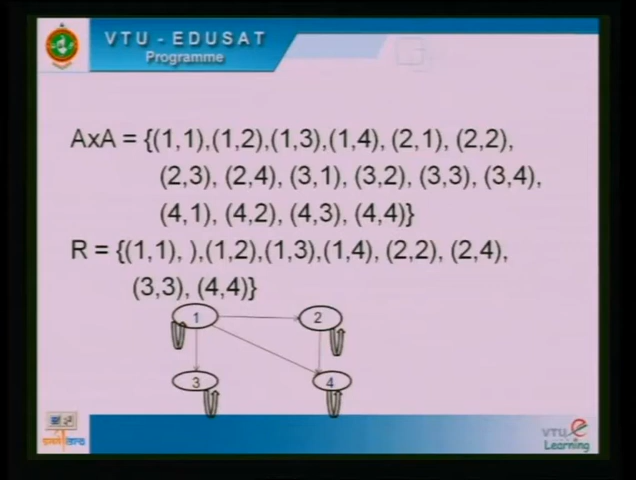 VTU - EDUSAT
Programme
AxA = {(1,1),(1,2),(1,3),(1,4), (2,1), (2,2),
(2,3), (2,4), (3,1), (3,2), (3,3), (3,4),
(4,1), (4,2), (4,3), (4,4)}
R = {(1,1), ),(1,2),(1,3),(1,4), (2,2), (2,4),
(3,3), (4,4)}
1
2
3
4
VTU e
Learning